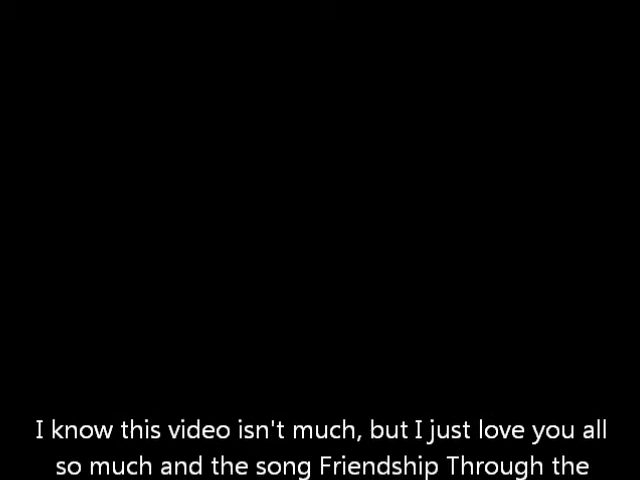 I know this video isn't much, but I just love you all
so much and the song Friendship Through the